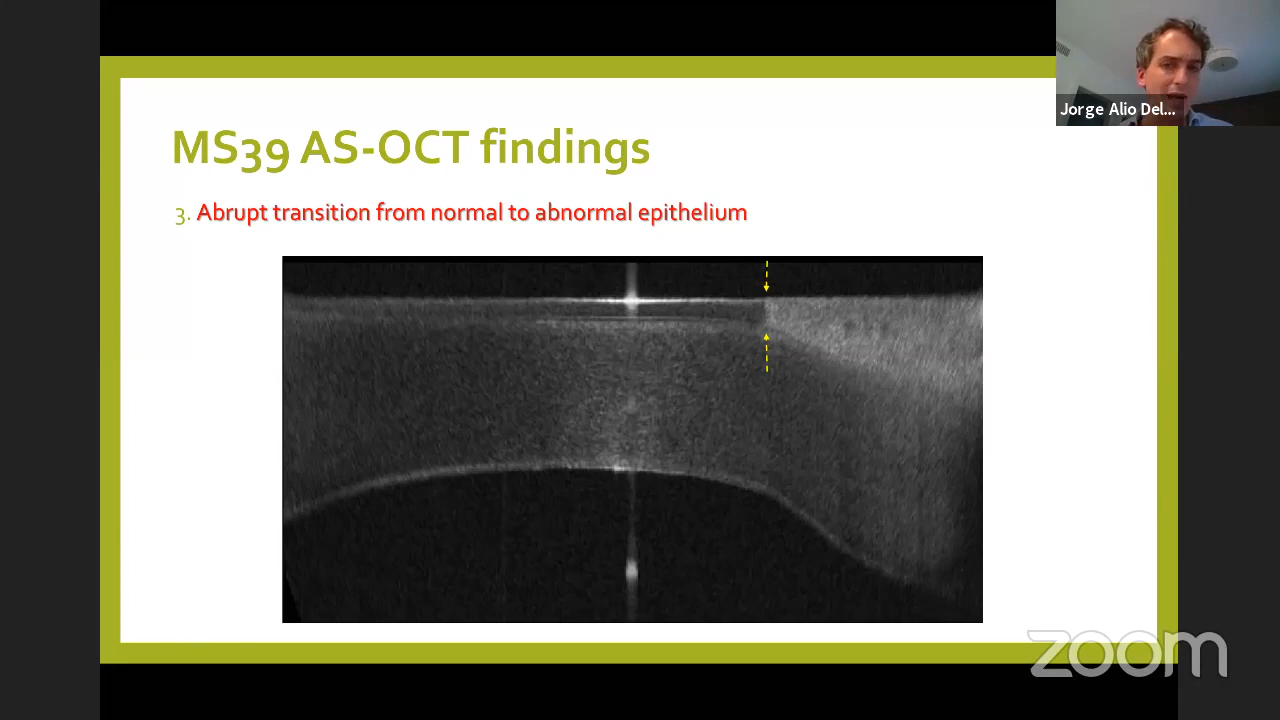 Jorge Alio Del...
MS39 AS-OCT findings
3. Abrupt transition from normal to abnormal epithelium
zoom